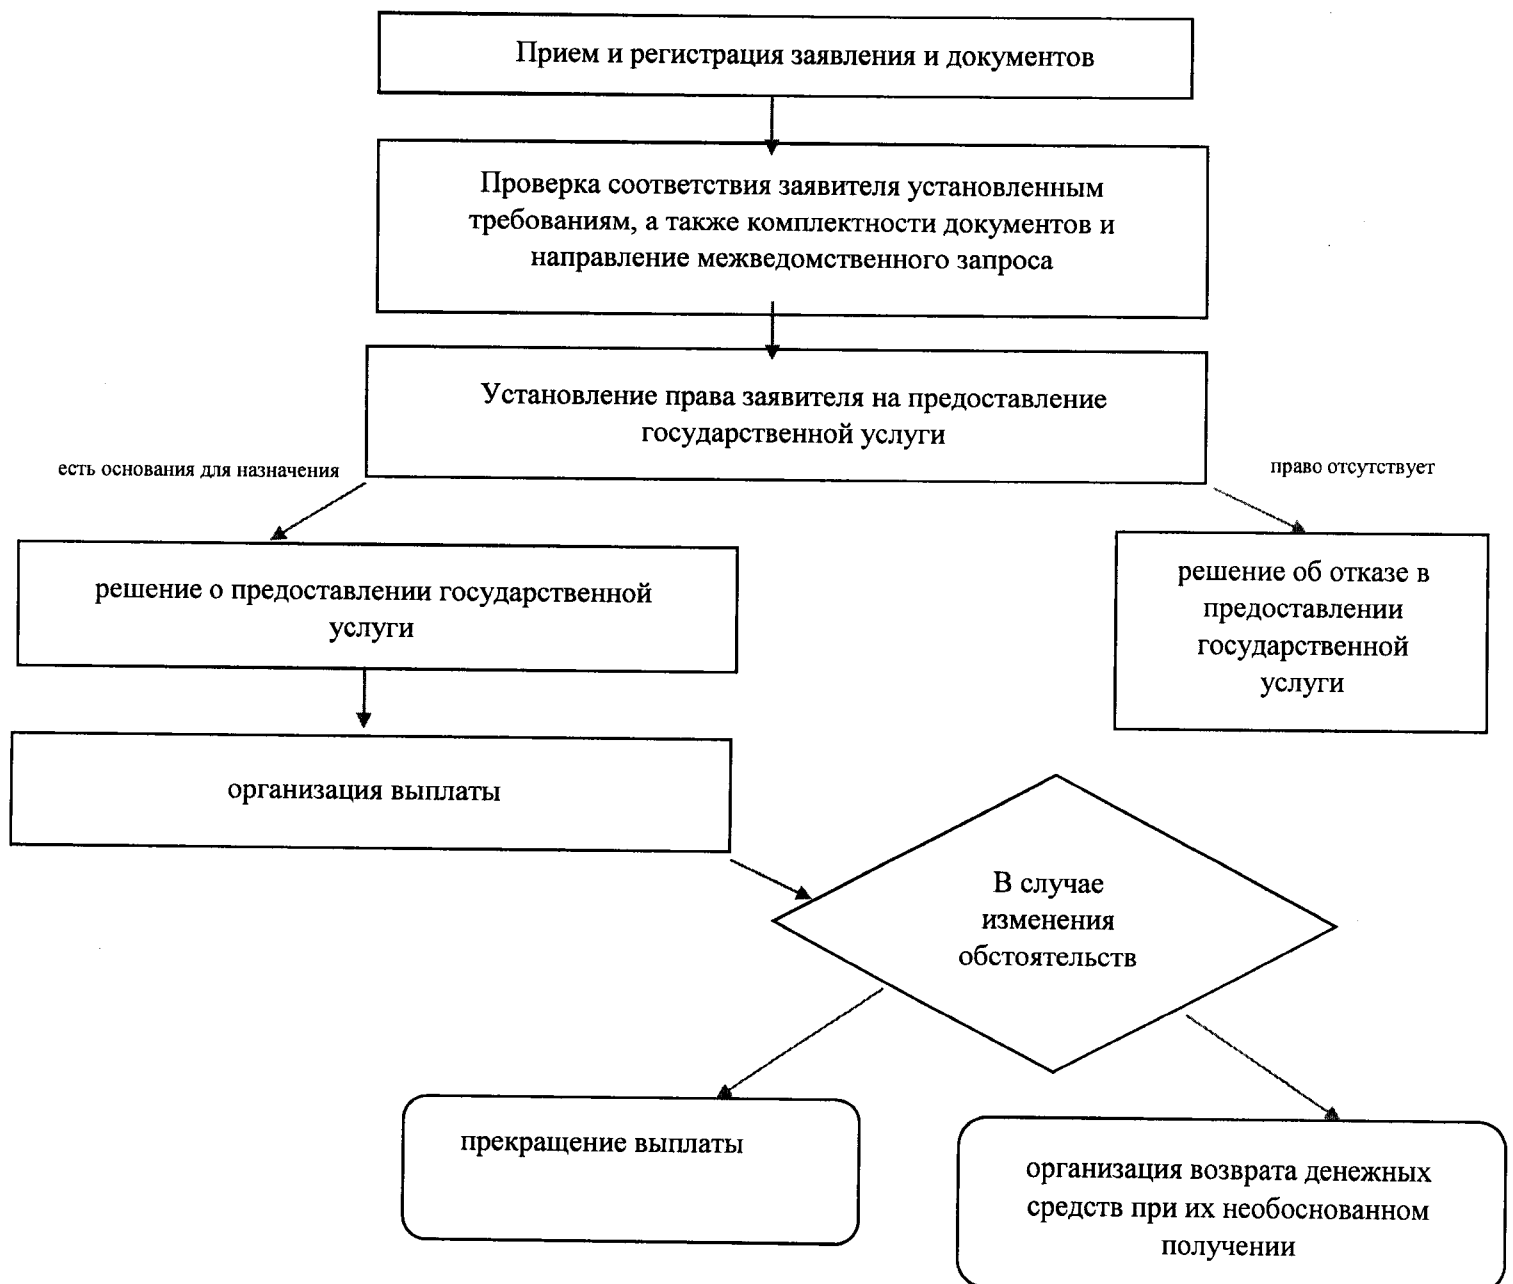 Прием и регистрация заявления и документов
Проверка соответствия заявителя установленным
требованиям, а также комплектности документов и
направление межведомственного запроса
Установление права заявителя на предоставление
государственной услуги
есть основания для назначения
право отсутствует
решение о предоставлении государственной
услуги
решение об отказе в
предоставлении
государственной
услуги
организация выплаты
В случае
изменения
обстоятельств
прекращение выплаты
организация возврата денежных
средств при их необоснованном
получении